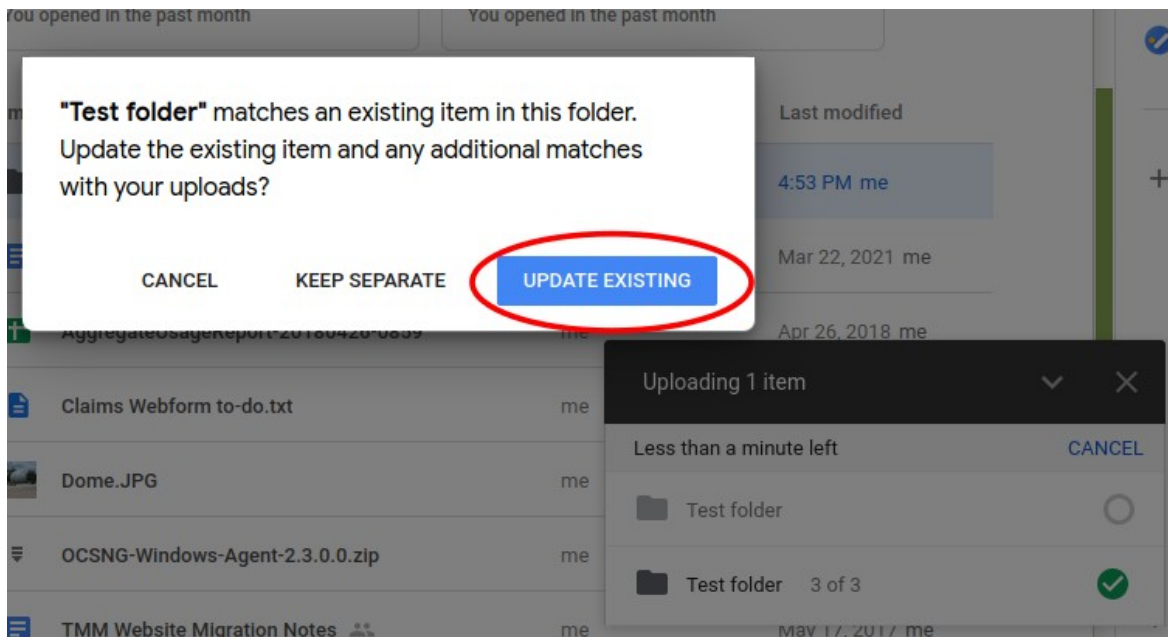 You opened in the past month
You opened in the past month
"Test folder" matches an existing item in this folder.
Update the existing item and any additional matches
with your uploads?
CANCEL KEEP SEPARATE UPDATE EXISTING
Last modified
4:53 PM me
Mar 22, 2021 me
AggregateUsageReport-20180426-0859 me Apr 26, 2018 me
Claims Webform to-do.txt me
Dome.JPG me
OCSNG-Windows-Agent-2.3.0.0.zip me
TMM Website Migration Notes me May 17, 2017 me
Uploading 1 item
Less than a minute left CANCEL
Test folder
Test folder 3 of 3